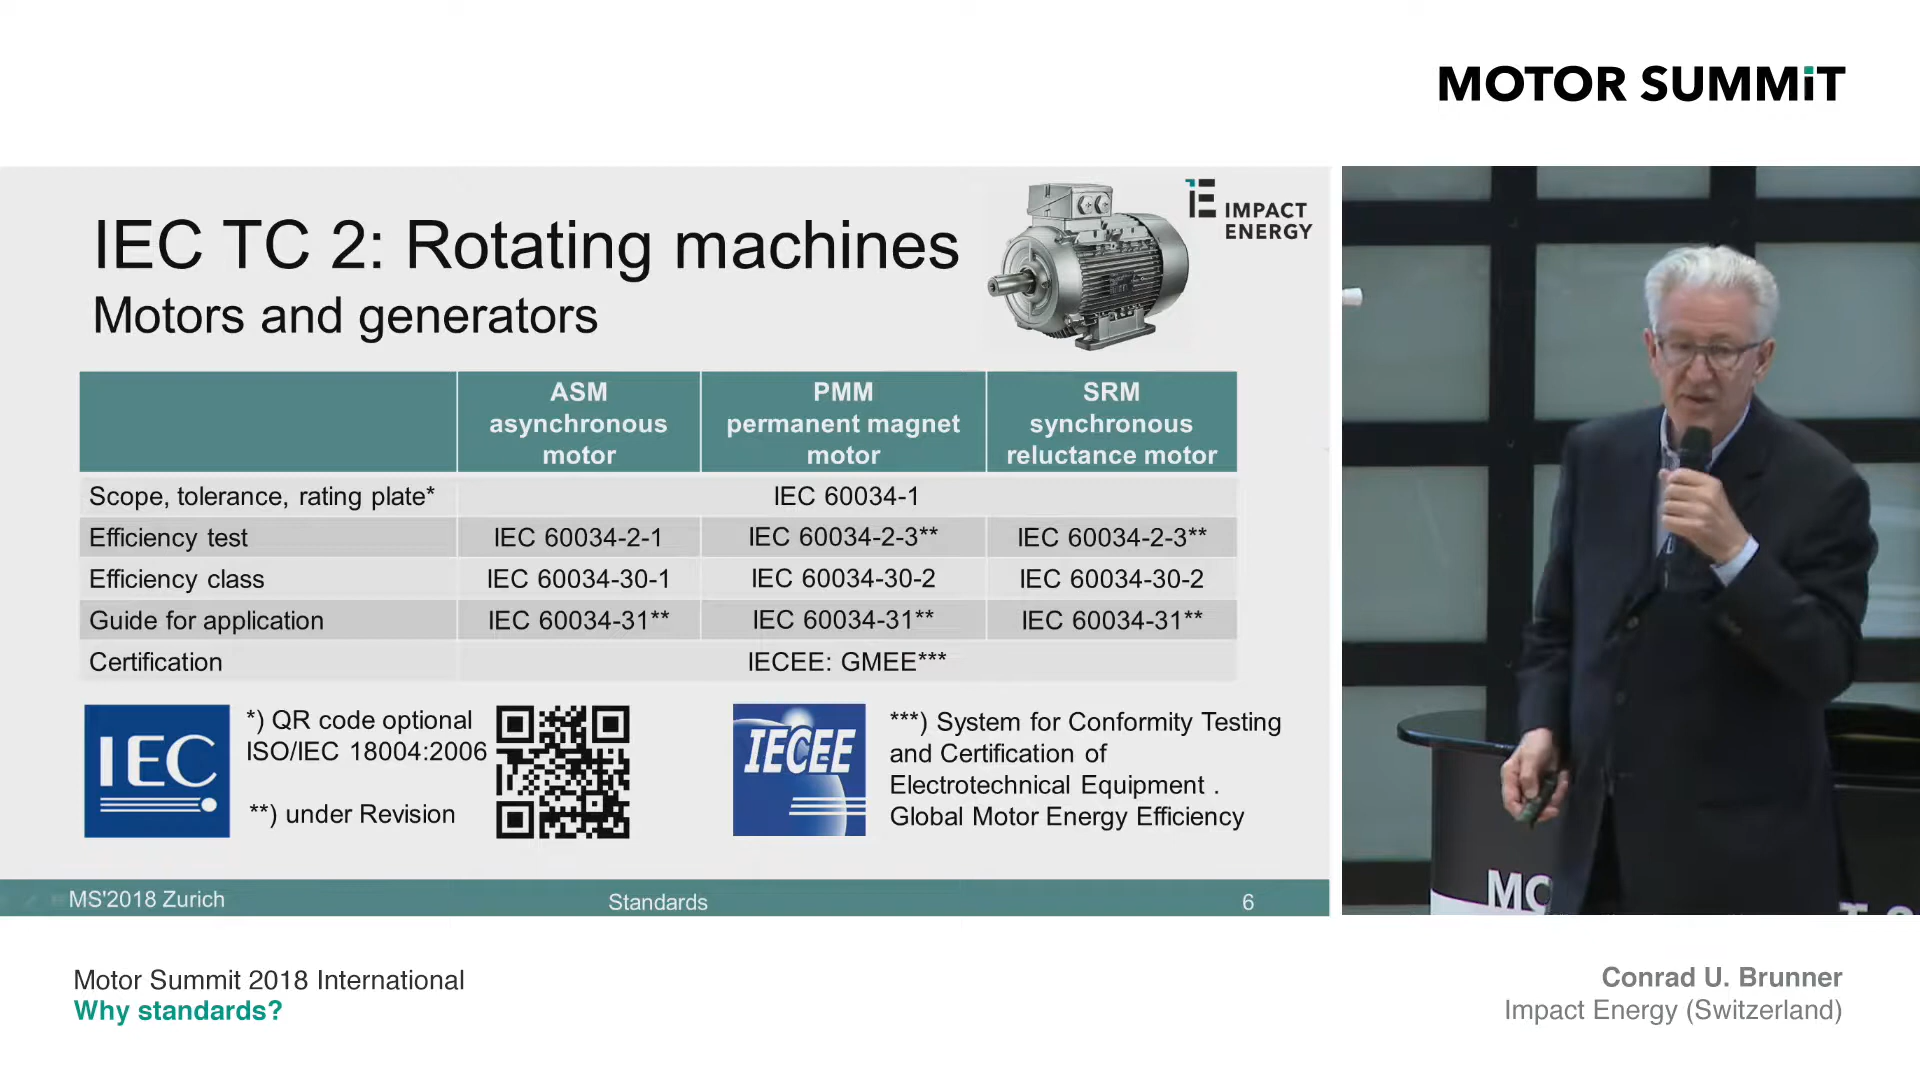 MOTOR SUMMiT
IMPACT
ENERGY
IEC TC 2: Rotating machines
Motors and generators
ASM
asynchronous
motor
PMM
permanent magnet
motor
SRM
synchronous
reluctance motor
Scope, tolerance, rating plate* IEC 60034-1
Efficiency test IEC 60034-2-1 IEC 60034-2-3** IEC 60034-2-3**
Efficiency class IEC 60034-30-1 IEC 60034-30-2 IEC 60034-30-2
Guide for application IEC 60034-31** IEC 60034-31** IEC 60034-31**
Certification IECEE: GMEE***
IEC
*) QR code optional
ISO/IEC 18004:2006
**) under Revision
IECEE
***) System for Conformity Testing
and Certification of
Electrotechnical Equipment .
Global Motor Energy Efficiency
MS'2018 Zurich Standards 6
MO
Motor Summit 2018 International
Why standards?
Conrad U. Brunner
Impact Energy (Switzerland)